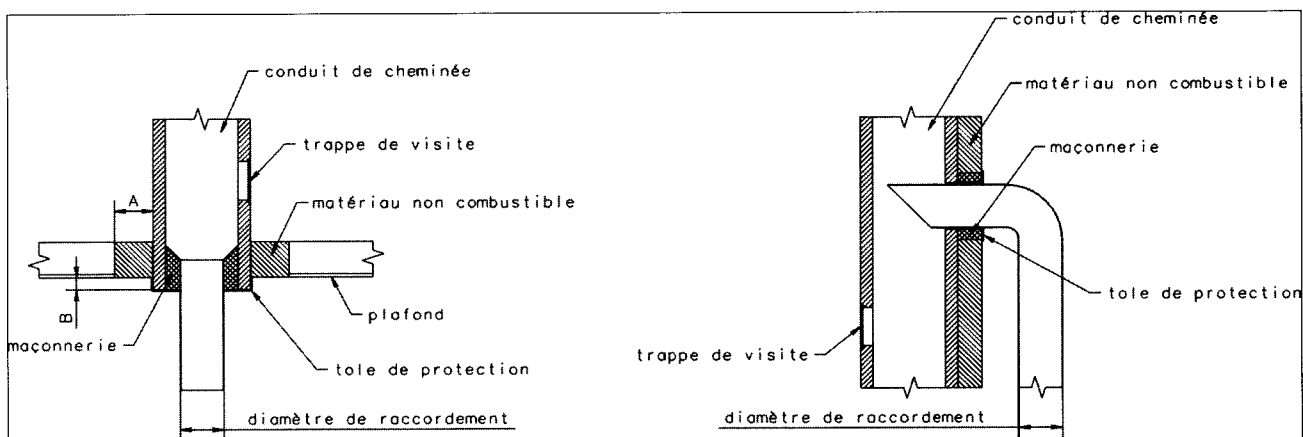 conduit de cheminée
trappe de visite
A
matériau non combustible
B
plafond
maçonnerie
tole de protection
diamètre de raccordement
conduit de cheminée
matériau non combustible
maçonnerie
tole de protection
trappe de visite
diamètre de raccordement